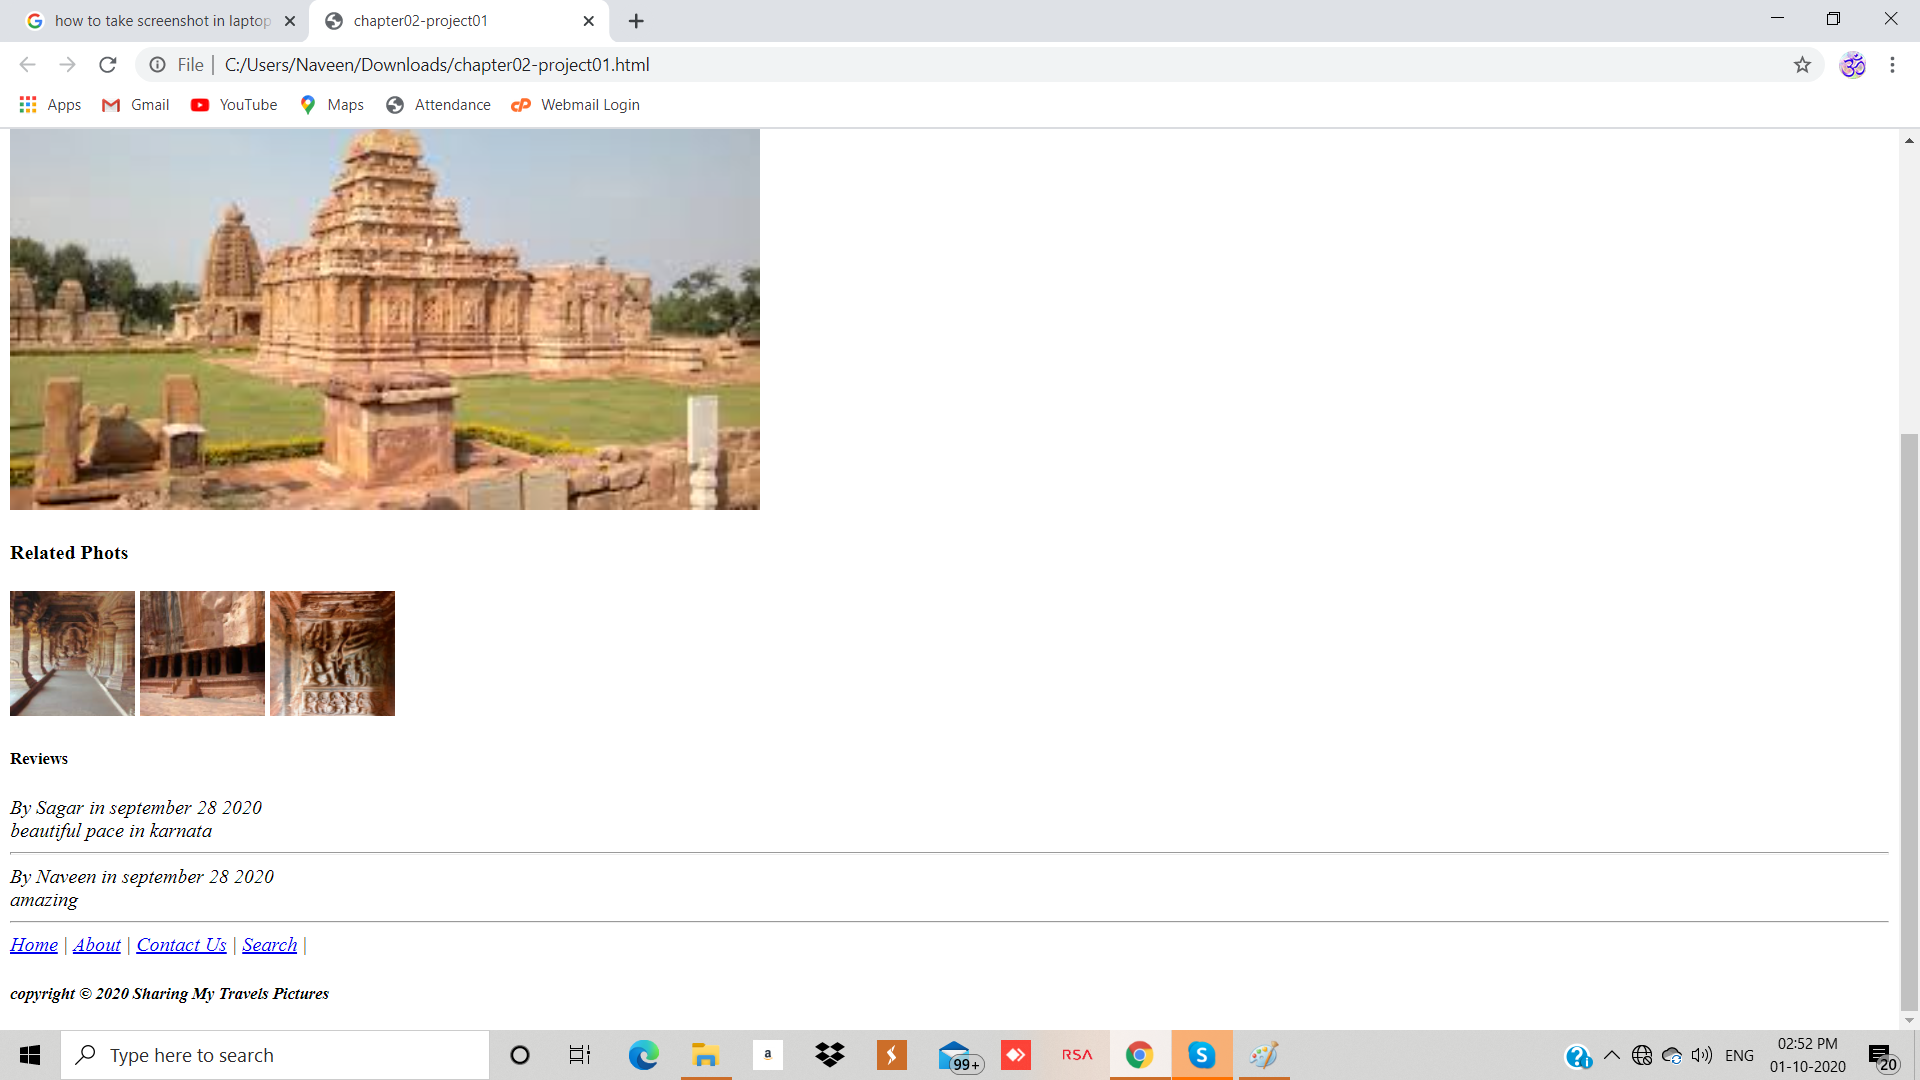 how to take screenshot in laptop
chapter02-project01
File | C:/Users/Naveen/Downloads/chapter02-project01.html
Apps Gmail YouTube Maps Attendance Webmail Login
Related Phots
Reviews
By Sagar in september 28 2020
beautiful pace in karnata
By Naveen in september 28 2020
amazing
Home | About | Contact Us | Search |
copyright © 2020 Sharing My Travels Pictures
Type here to search
a
99+
RSA
ENG
02:52 PM
01-10-2020
20